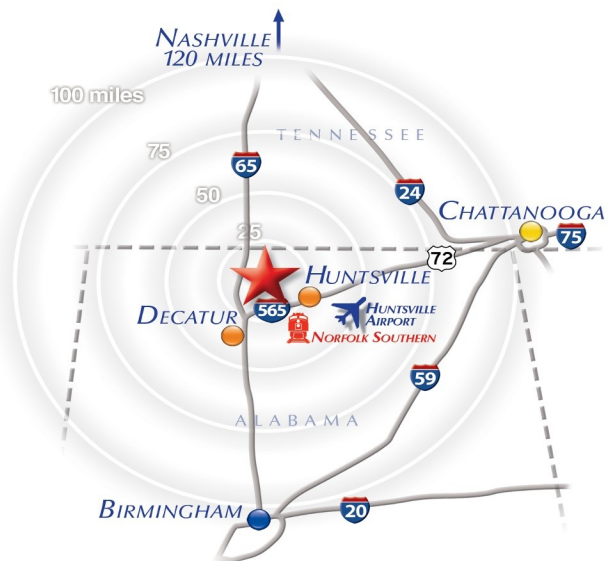 NASHVILLE
120 MILES
100 miles
TENNESSEE
75
65
50
24
CHATTANOOGA
25
75
72
HUNTSVILLE
565
DECATUR
HUNTSVILLE
AIRPORT
NORFOLK SOUTHERN
59
ALABAMA
BIRMINGHAM
20